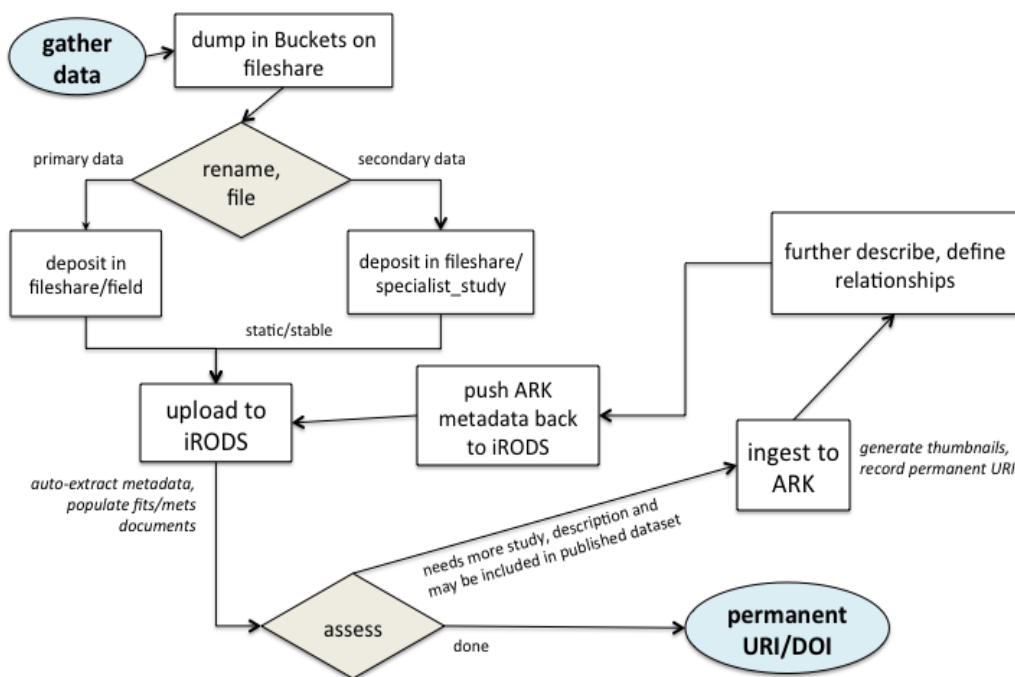 gather
data
dump in Buckets on
fileshare
primary data
secondary data
rename,
file
deposit in
fileshare/field
deposit in fileshare/
specialist_study
static/stable
further describe, define
relationships
upload to
iRODS
push ARK
metadata back
to iRODS
ingest to
ARK
generate thumbnails,
record permanent URI
auto-extract metadata,
populate fits/mets
documents
needs more study, description and
may be included in published dataset
assess
done
permanent
URI/DOI